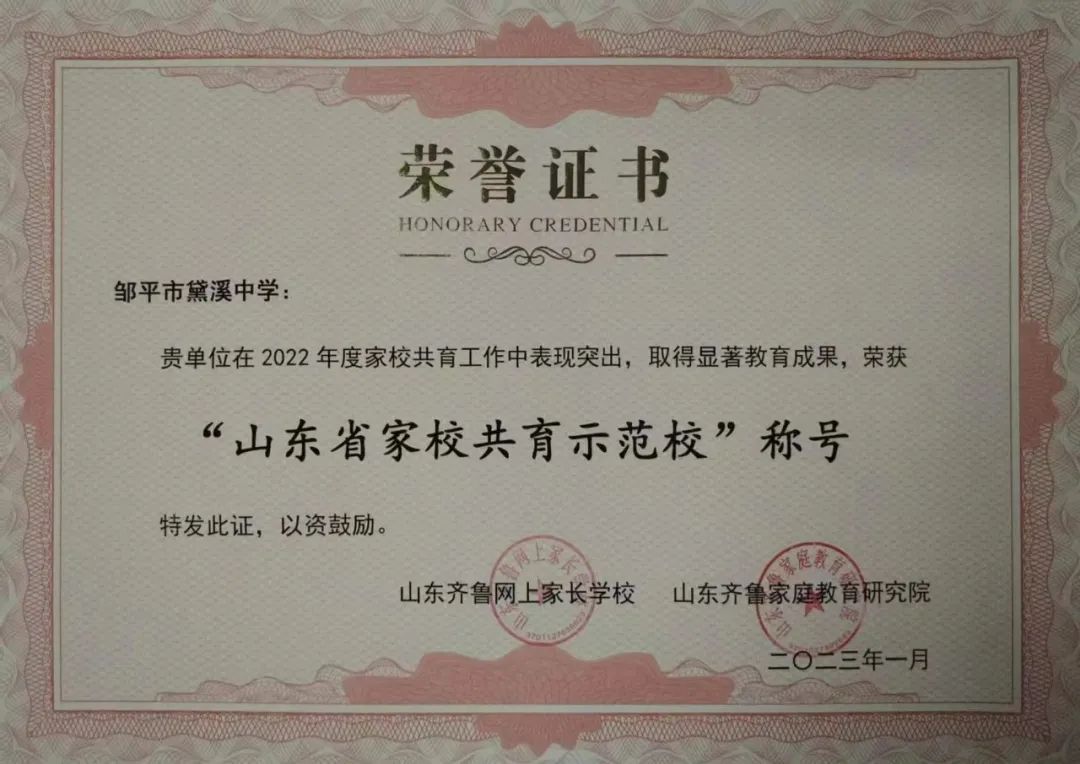 荣誉证书
HONORARY CREDENTIAL
邹平市黛溪中学：
贵单位在2022年度家校共育工作中表现突出，取得显著教育成果，荣获
“山东省家校共育示范校”称号
特发此证，以资鼓励。
山东齐鲁网上家长学校 山东齐鲁家庭教育研究院
二〇二三年一月